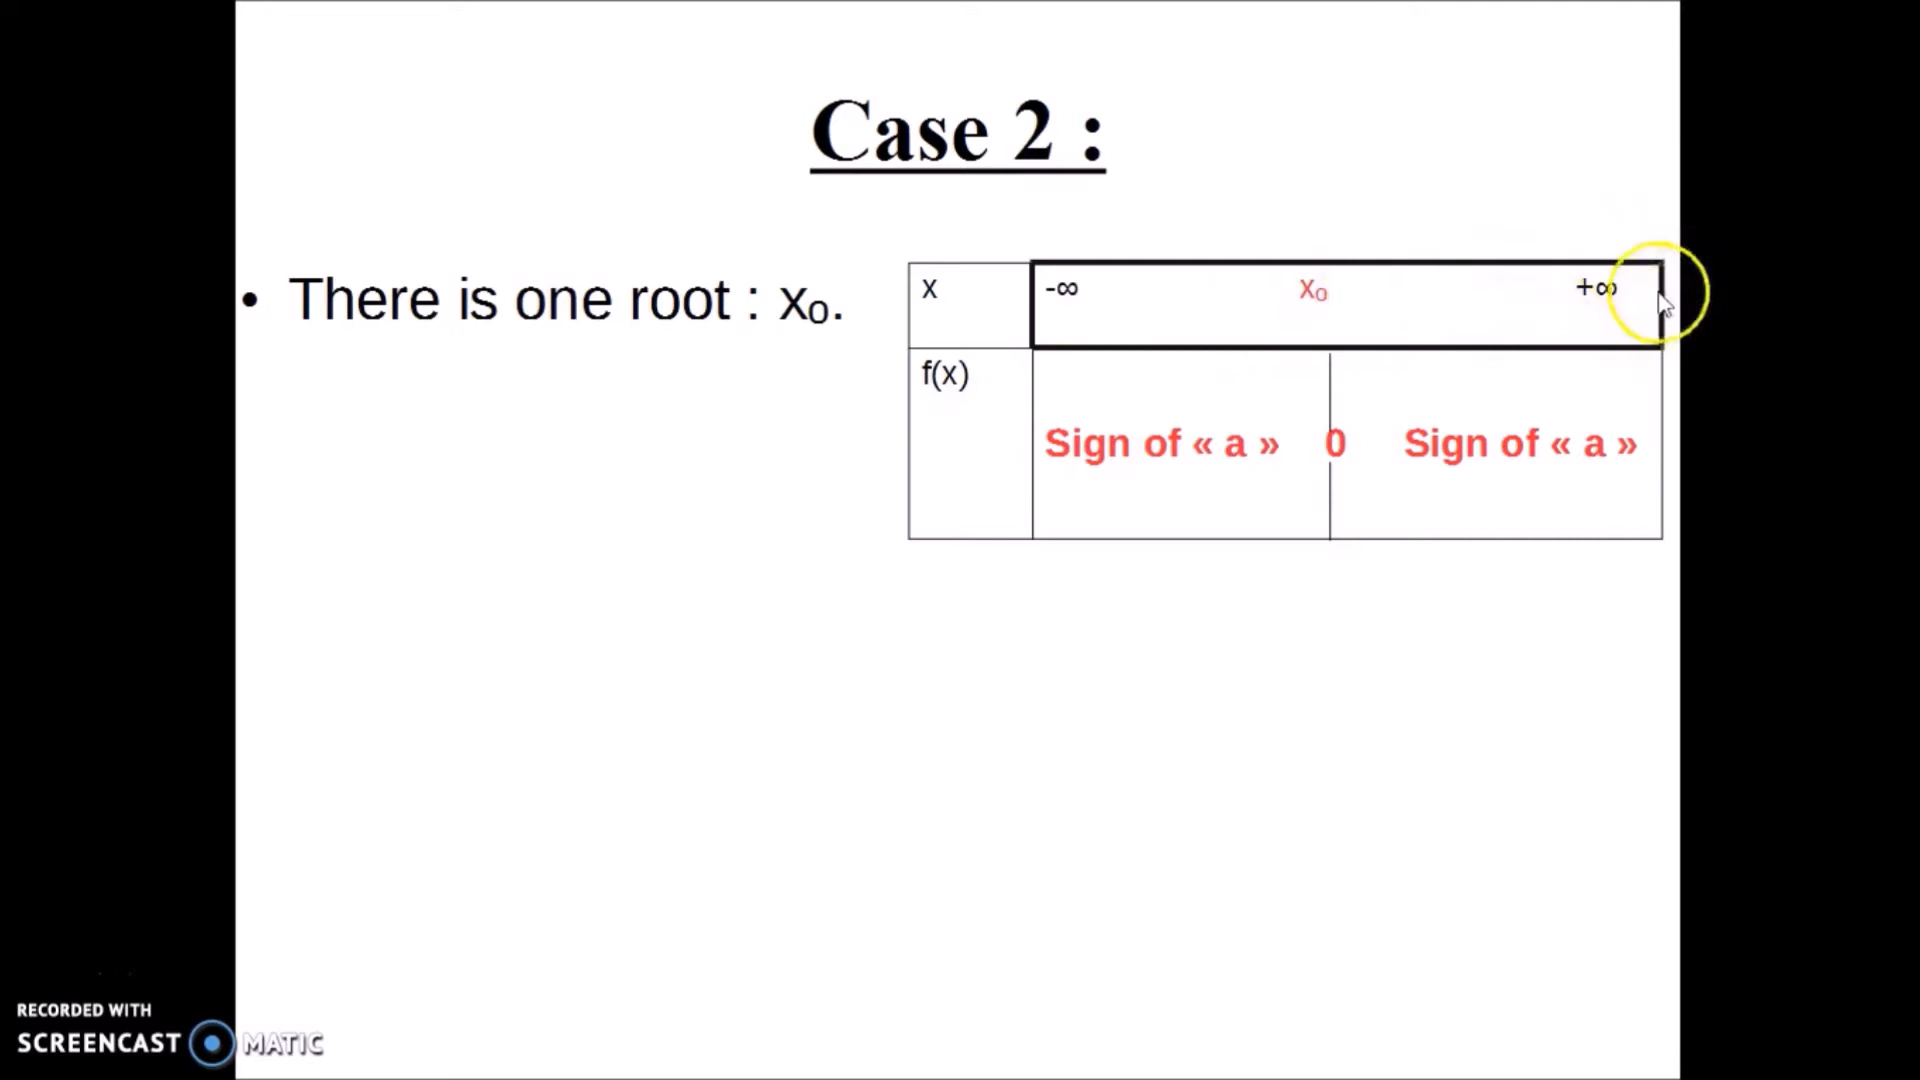 Case 2 :
• There is one root : x₀.
x -∞ x₀ +∞
f(x)
Sign of « a » 0 Sign of « a »
RECORDED WITH
SCREENCAST MATIC